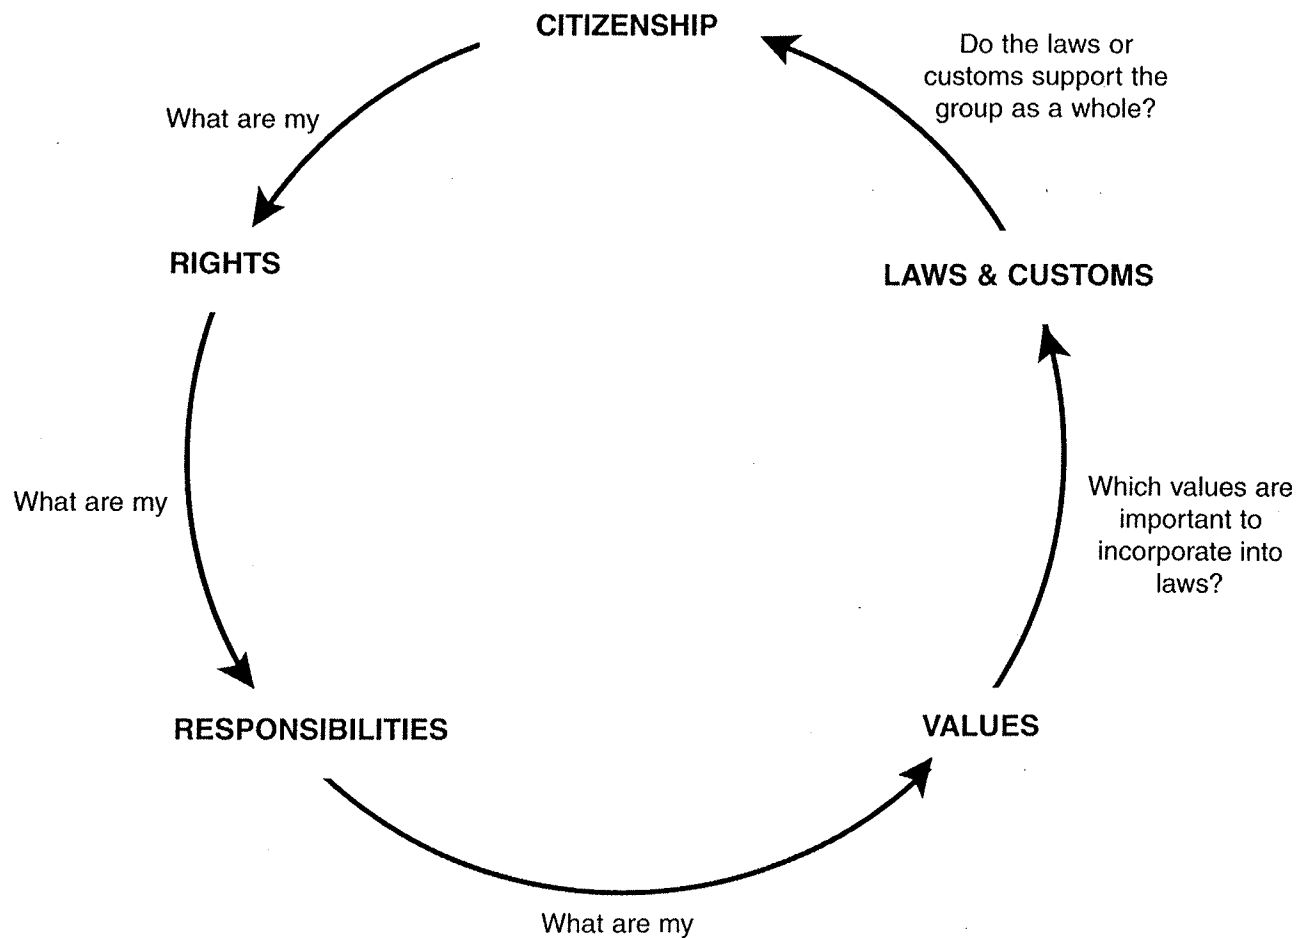 CITIZENSHIP
Do the laws or
customs support the
group as a whole?
What are my
RIGHTS
LAWS & CUSTOMS
What are my
Which values are
important to
incorporate into
laws?
RESPONSIBILITIES
VALUES
What are my